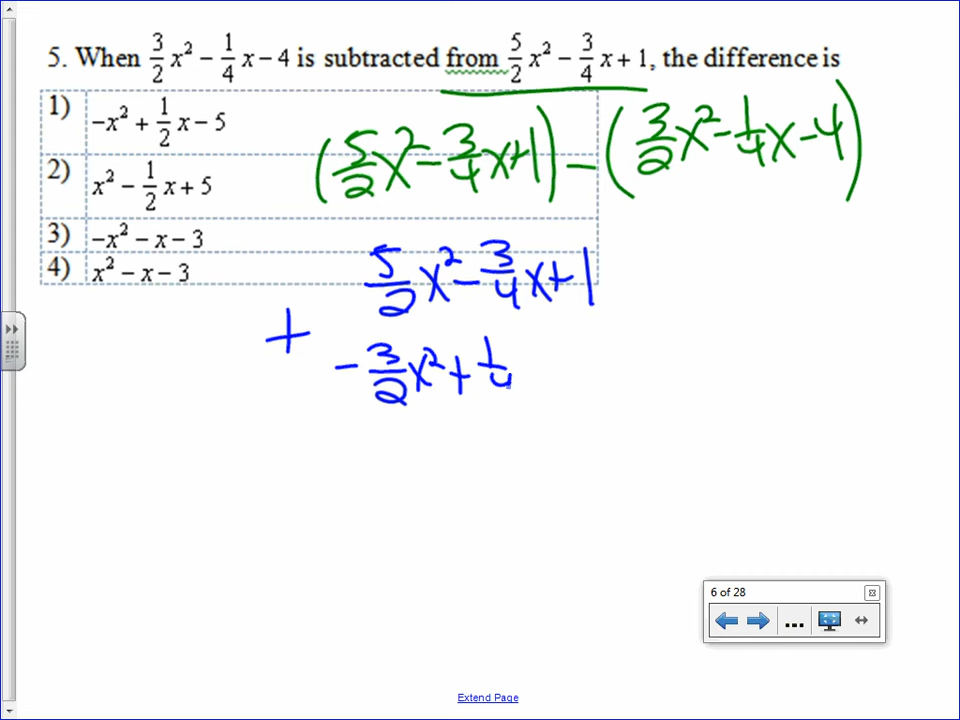 5. When 3/2 x² − 1/4 x − 4 is subtracted from 5/2 x² − 3/4 x + 1, the difference is
1) −x² + 1/2 x − 5
2) x² − 1/2 x + 5
3) −x² − x − 3
4) x² − x − 3
(5/2 x² − 3/4 x + 1) − (3/2 x² − 1/4 x − 4)
5/2 x² − 3/4 x + 1
+
− 3/2 x² + 1/4
6 of 28
...
Extend Page